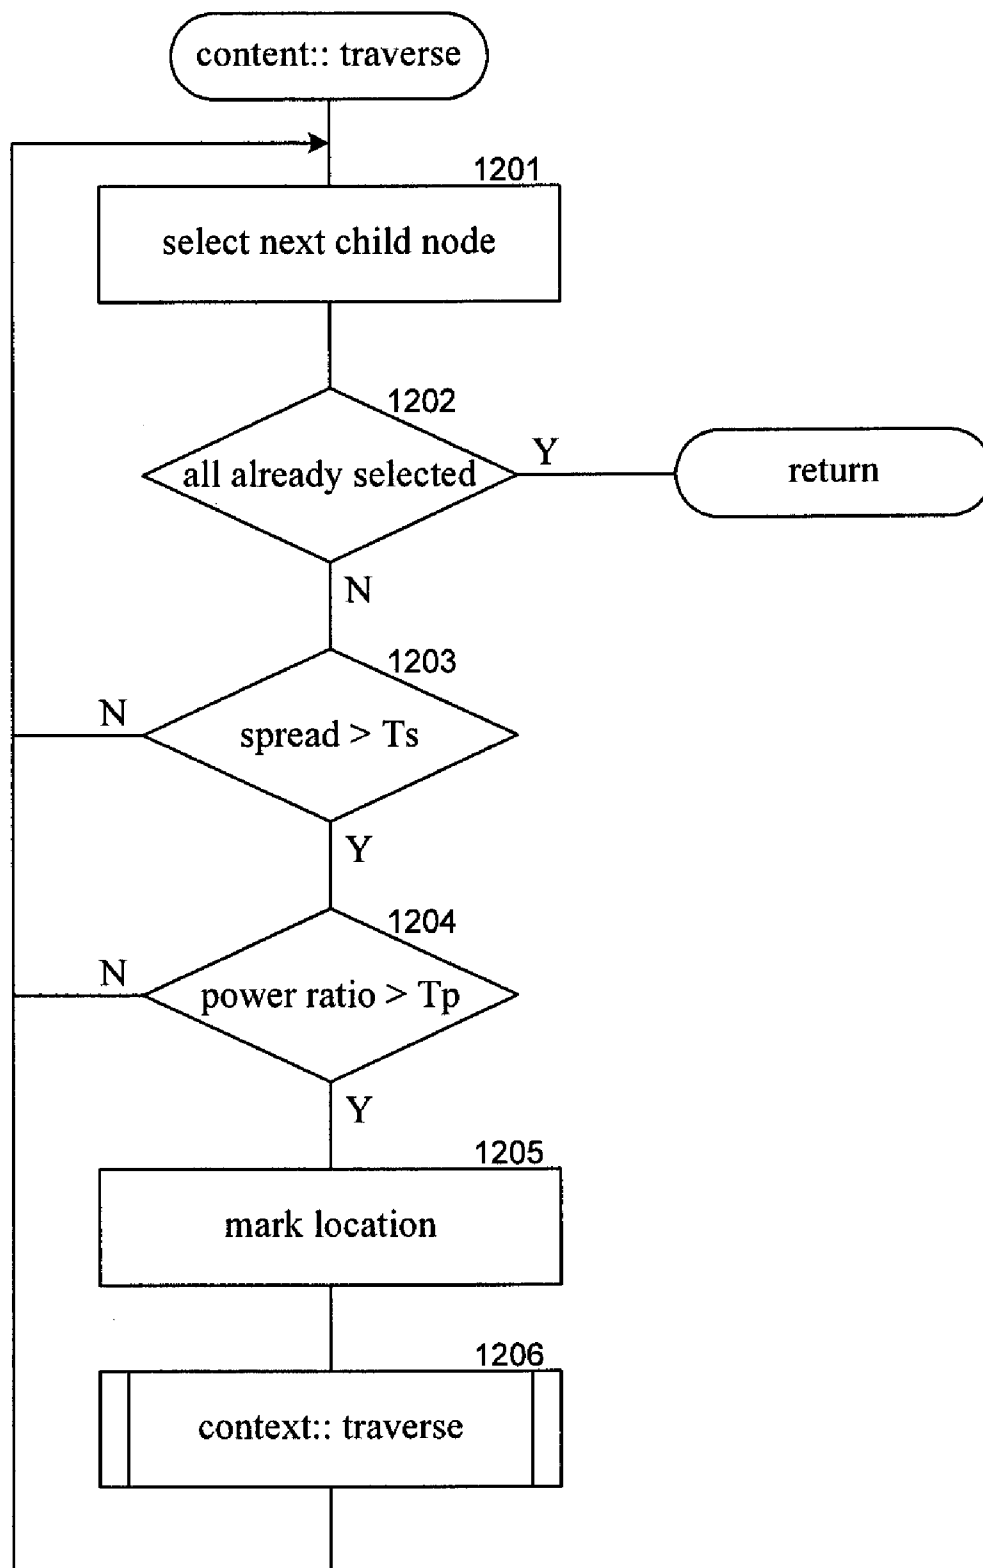 content:: traverse
1201
select next child node
1202
all already selected
Y
return
N
1203
N
spread > Ts
Y
1204
N
power ratio > Tp
Y
1205
mark location
1206
context:: traverse